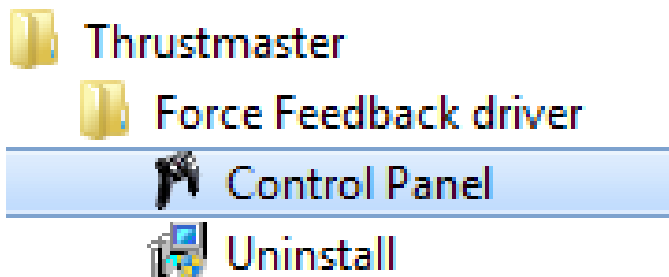 Thrustmaster
Force Feedback driver
Control Panel
Uninstall